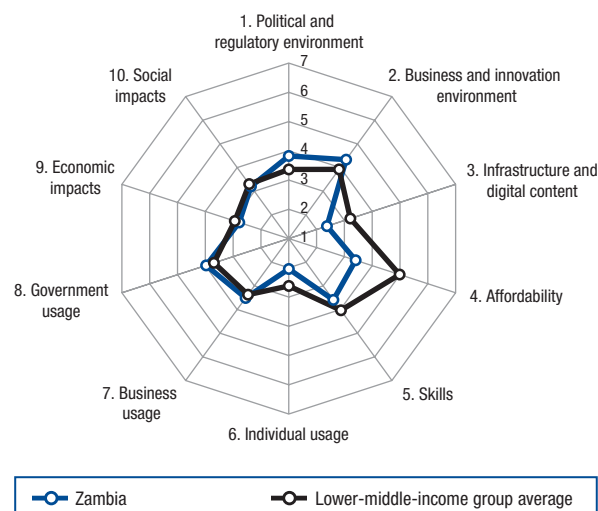 1. Political and
regulatory environment
10. Social
impacts
2. Business and innovation
environment
9. Economic
impacts
3. Infrastructure and
digital content
8. Government
usage
4. Affordability
7. Business
usage
5. Skills
6. Individual usage
7
6
5
4
3
2
1
Zambia
Lower-middle-income group average